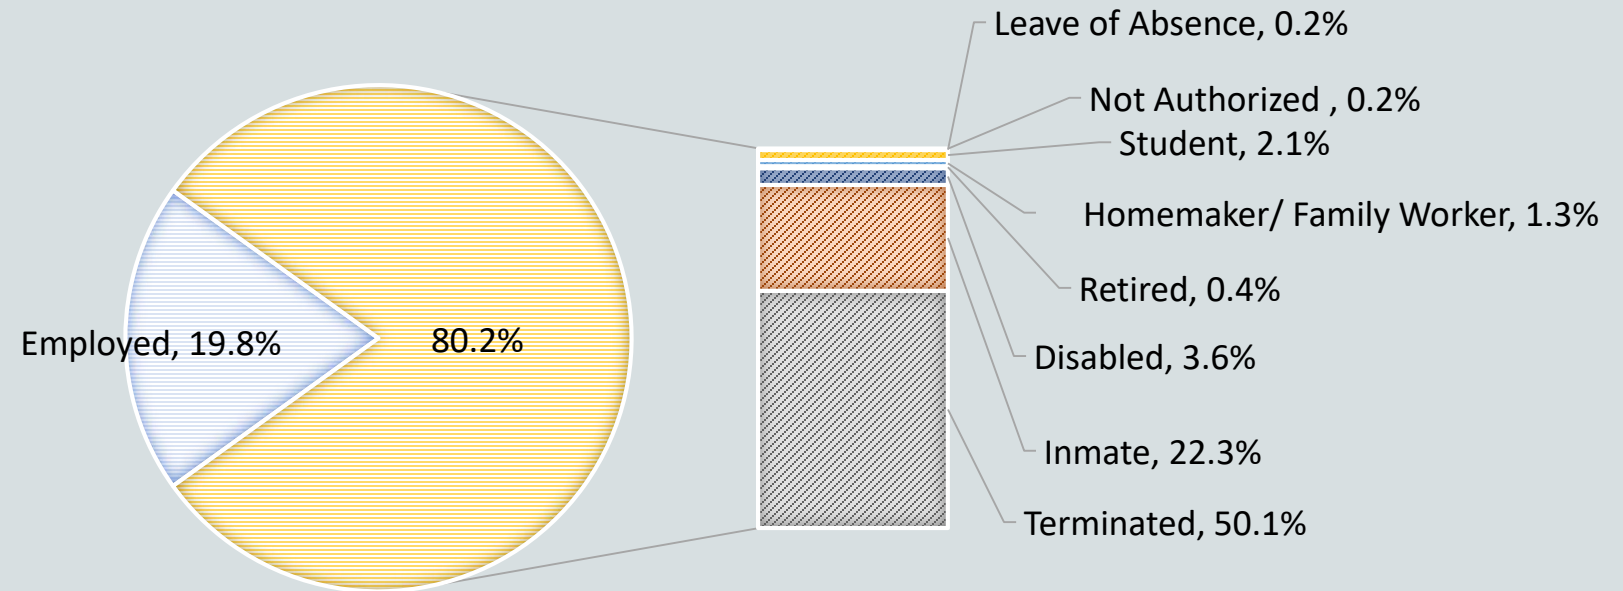 Leave of Absence, 0.2%
Not Authorized , 0.2%
Student, 2.1%
Homemaker/ Family Worker, 1.3%
Retired, 0.4%
Employed, 19.8%
80.2%
Disabled, 3.6%
Inmate, 22.3%
Terminated, 50.1%